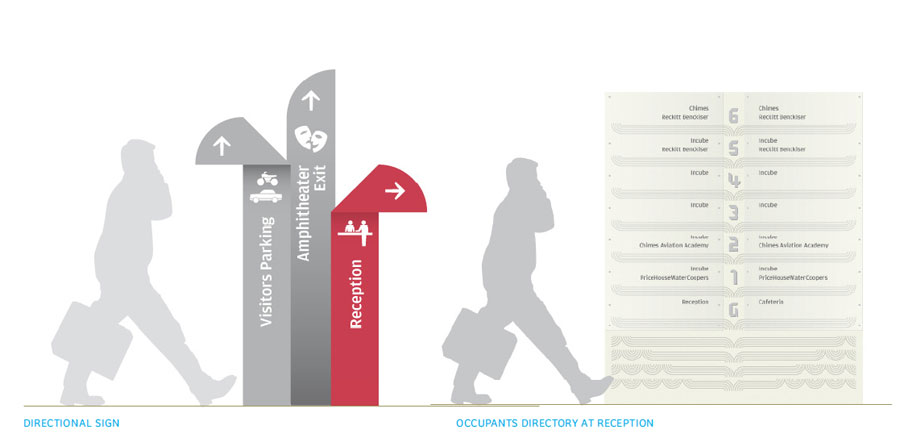 Visitors Parking
Amphitheater
Exit
Reception
Chimes 6 Chimes
Reckitt Benckiser Reckitt Benckiser
Incube 5 Incube
Reckitt Benckiser Reckitt Benckiser
Incube 4 Incube
Incube 3 Incube
Incube 2 Incube
Chimes Aviation Academy Chimes Aviation Academy
Incube 1 Incube
PriceHouseWaterCoopers PriceHouseWaterCoopers
Reception G Cafeteria
DIRECTIONAL SIGN
OCCUPANTS DIRECTORY AT RECEPTION